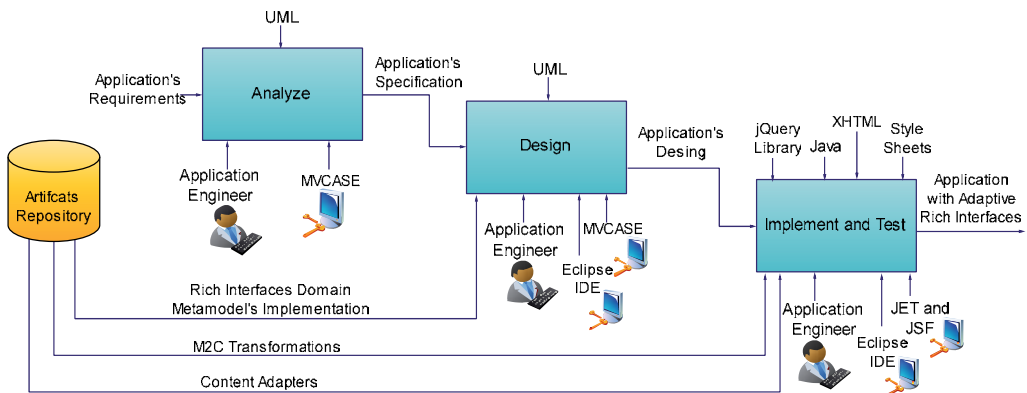 UML
Application's
Requirements
Analyze
Application's
Specification
Application
Engineer
MVCASE
Artifcats
Repository
UML
Design
Application's
Desing
Application
Engineer
Eclipse
IDE
MVCASE
Rich Interfaces Domain
Metamodel's Implementation
M2C Transformations
Content Adapters
jQuery
Library
Java
XHTML
Style
Sheets
Implement and Test
Application
with Adaptive
Rich Interfaces
Application
Engineer
Eclipse
IDE
JET and
JSF